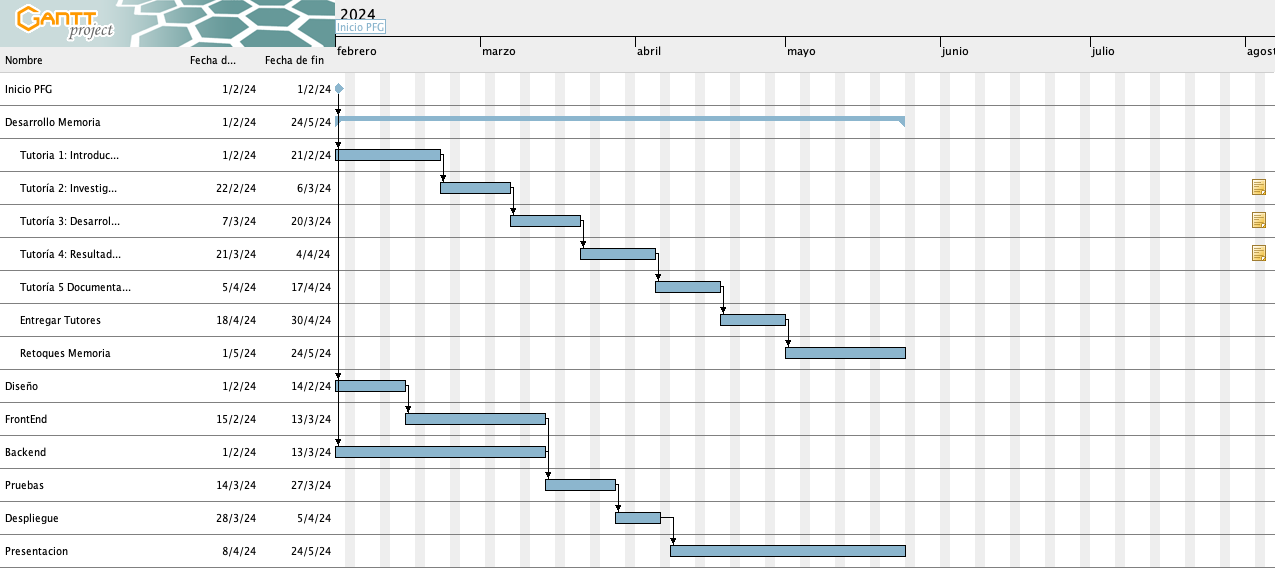 GANTT
project
2024
Inicio PFG
febrero marzo abril mayo junio julio agost
Nombre Fecha d... Fecha de fin
Inicio PFG 1/2/24 1/2/24
Desarrollo Memoria 1/2/24 24/5/24
Tutoria 1: Introduc... 1/2/24 21/2/24
Tutoría 2: Investig... 22/2/24 6/3/24
Tutoría 3: Desarrol... 7/3/24 20/3/24
Tutoría 4: Resultad... 21/3/24 4/4/24
Tutoría 5 Documenta... 5/4/24 17/4/24
Entregar Tutores 18/4/24 30/4/24
Retoques Memoria 1/5/24 24/5/24
Diseño 1/2/24 14/2/24
FrontEnd 15/2/24 13/3/24
Backend 1/2/24 13/3/24
Pruebas 14/3/24 27/3/24
Despliegue 28/3/24 5/4/24
Presentacion 8/4/24 24/5/24